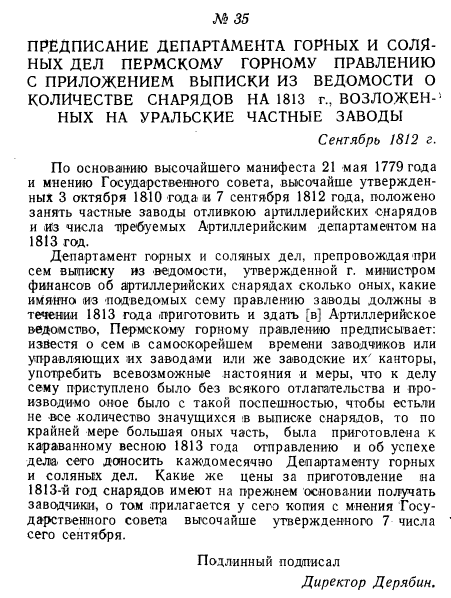 № 35
ПРЕДПИСАНИЕ ДЕПАРТАМЕНТА ГОРНЫХ И СОЛЯ-
НЫХ ДЕЛ ПЕРМСКОМУ ГОРНОМУ ПРАВЛЕНИЮ
С ПРИЛОЖЕНИЕМ ВЫПИСКИ ИЗ ВЕДОМОСТИ О
КОЛИЧЕСТВЕ СНАРЯДОВ НА 1813 г., ВОЗЛОЖЕН-
НЫХ НА УРАЛЬСКИЕ ЧАСТНЫЕ ЗАВОДЫ
Сентябрь 1812 г.
По основанию высочайшего манифеста 21 мая 1779 года
и мнению Государственного совета, высочайше утвержден-
ных 3 октября 1810 года и 7 сентября 1812 года, положено
занять частные заводы отливкою артиллерийских снарядов
и из числа требуемых Артиллерийским департаментом на
1813 год.
Департамент горных и соляных дел, препровождая при
сем выписку из ведомости, утвержденной г. министром
финансов об артиллерийских снарядах сколько оных, какие
имянно из подведомых сему правлению заводы должны в
течении 1813 года приготовить и здать [в] Артиллерийское
ведомство, Пермскому горному правлению предписывает:
известя о сем в самоскорейшем времени заводчиков или
управляющих их заводами или же заводские их канторы,
употребить всевозможные настояния и меры, что к делу
сему приступлено было без всякого отлагательства и про-
изводимо оное было с такой поспешностью, чтобы естьли
не все количество значущихся в выписке снарядов, то по
крайней мере большая оных часть, была приготовлена к
караванному весною 1813 года отправлению и об успехе
дела сего доносить каждомесячно Департаменту горных
и соляных дел. Какие же цены за приготовление на
1813-й год снарядов имеют на прежнем основании получать
заводчики, о том прилагается у сего копия с мнения Госу-
дарственного совета высочайше утвержденного 7 числа
сего сентября.
Подлинный подписал
Директор Дерябин.